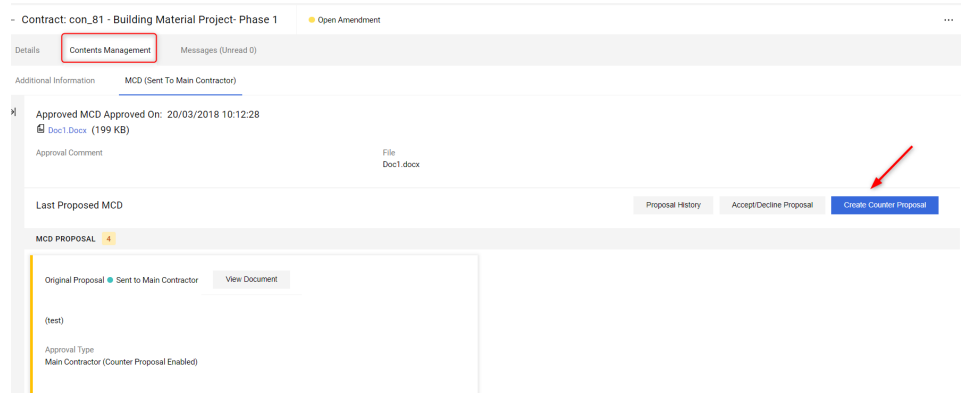 Contract: con_81 - Building Material Project- Phase 1 Open Amendment
Details Contents Management Messages (Unread 0)
Additional Information MCD (Sent To Main Contractor)
Approved MCD Approved On: 20/03/2018 10:12:28
Doc1.Docx (199 KB)
Approval Comment File
Doc1.docx
Last Proposed MCD Proposal History Accept/Decline Proposal Create Counter Proposal
MCD PROPOSAL 4
Original Proposal Sent to Main Contractor View Document
(test)
Approval Type
Main Contractor (Counter Proposal Enabled)